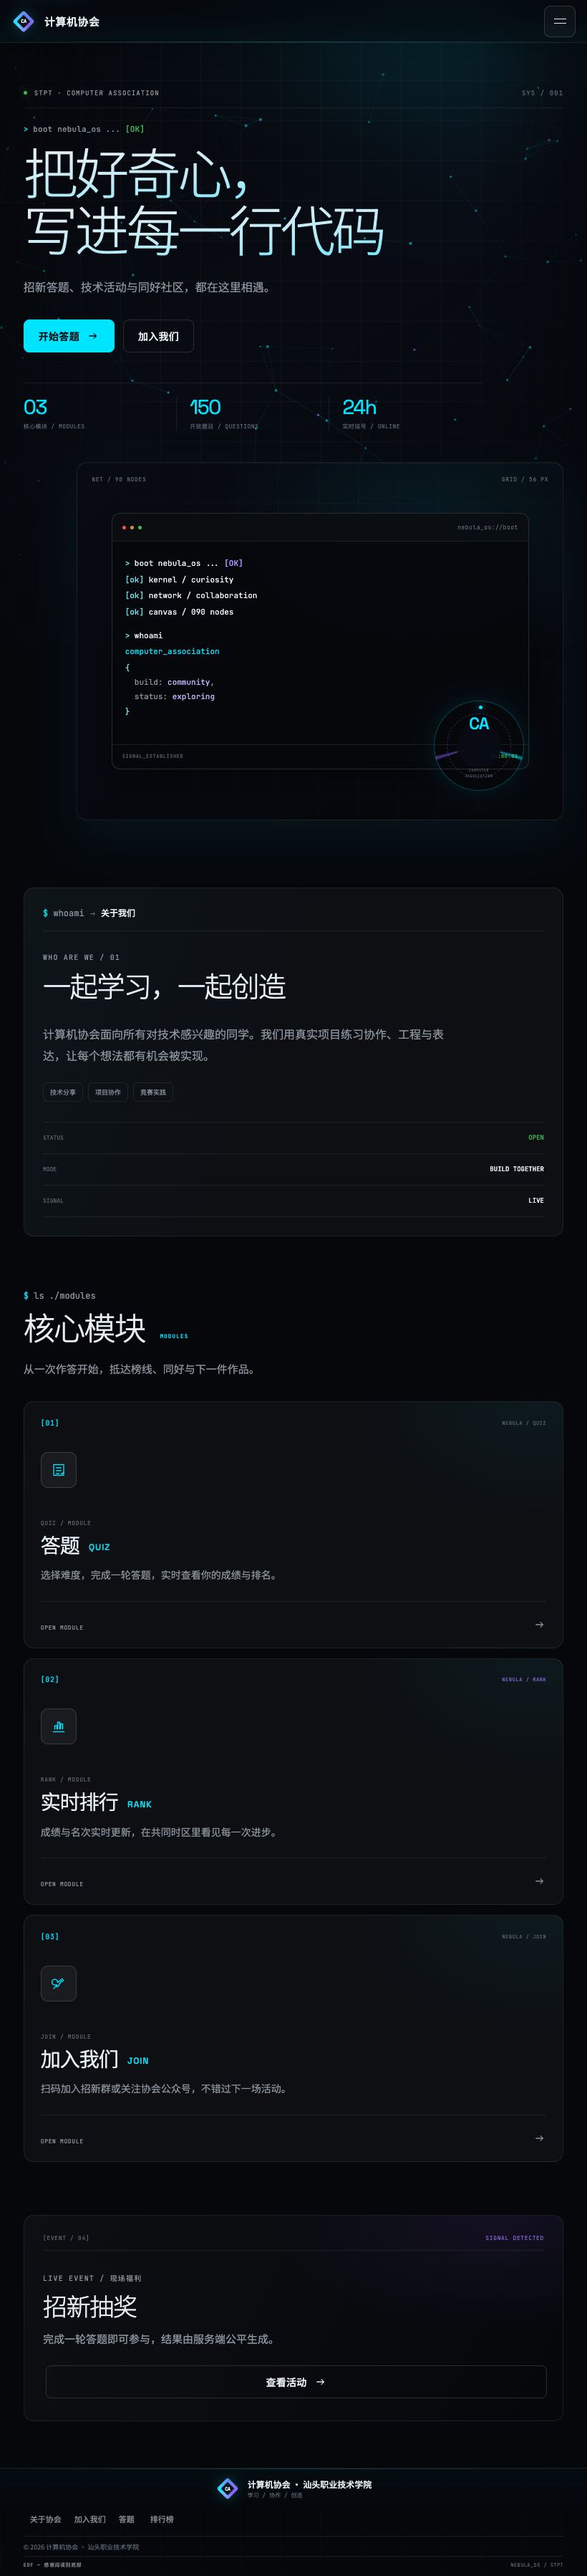 CA 计算机协会
STPT · COMPUTER ASSOCIATION
SYS / 001
> boot nebula_os ... [OK]
把好奇心，
写进每一行代码
招新答题、技术活动与同好社区，都在这里相遇。
开始答题 →
加入我们
03
核心模块 / MODULES
150
开放题目 / QUESTIONS
24h
实时信号 / ONLINE
NET / 90 NODES
GRID / 56 PX
nebula_os://boot
> boot nebula_os ... [OK]
[ok] kernel / curiosity
[ok] network / collaboration
[ok] canvas / 090 nodes
> whoami
computer_association
{
build: community,
status: exploring
}
CA
COMPUTER
ASSOCIATION
SIGNAL_ESTABLISHED
$ whoami → 关于我们
WHO ARE WE / 01
一起学习，一起创造
计算机协会面向所有对技术感兴趣的同学。我们用真实项目练习协作、工程与表
达，让每个想法都有机会被实现。
技术分享
项目协作
竞赛实践
STATUS
OPEN
MODE
BUILD TOGETHER
SIGNAL
LIVE
$ ls ./modules
核心模块 MODULES
从一次作答开始，抵达榜线、同好与下一件作品。
[01]
NEBULA / QUIZ
QUIZ / MODULE
答题 QUIZ
选择难度，完成一轮答题，实时查看你的成绩与排名。
OPEN MODULE →
[02]
NEBULA / RANK
RANK / MODULE
实时排行 RANK
成绩与名次实时更新，在共同时区里看见每一次进步。
OPEN MODULE →
[03]
NEBULA / JOIN
JOIN / MODULE
加入我们 JOIN
扫码加入招新群或关注协会公众号，不错过下一场活动。
OPEN MODULE →
[EVENT / 04]
SIGNAL DETECTED
LIVE EVENT / 现场福利
招新抽奖
完成一轮答题即可参与，结果由服务端公平生成。
查看活动 →
CA 计算机协会 · 汕头职业技术学院
学习 / 协作 / 创造
关于协会 加入我们 答题 排行榜
© 2026 计算机协会 · 汕头职业技术学院
EOF — 感谢阅读到底部
NEBULA_OS / STPT